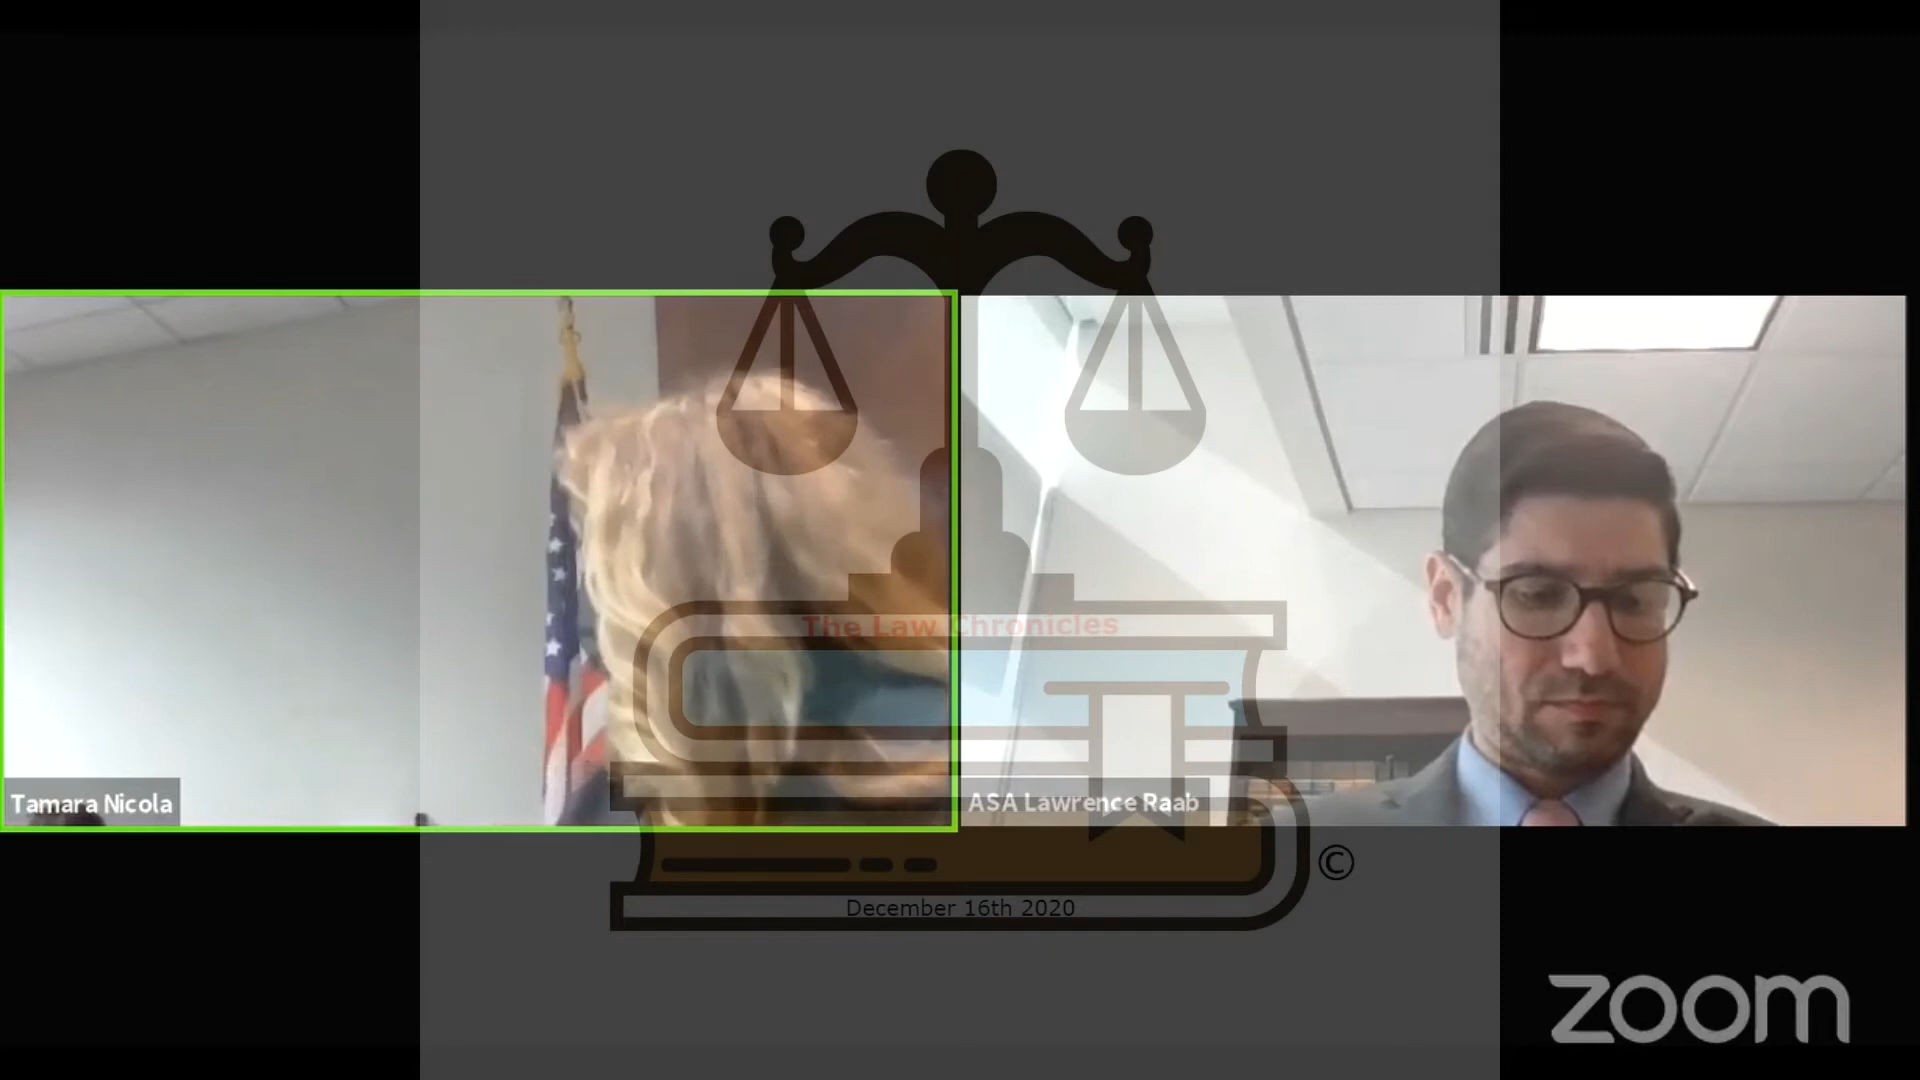 The Law Chronicles
Tamara Nicola
ASA Lawrence Raab
©
December 16th 2020
zoom